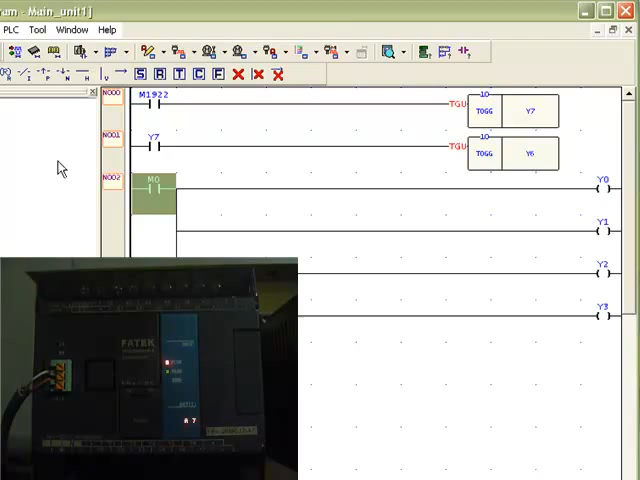 ram - Main_unit1]
PLC Tool Window Help
S R T C F
N000 M1922 TGU 10 TOGG Y7
N001 Y7 TGU 10 TOGG Y6
N002 M0 Y0
Y1
Y2
Y3
FATEK